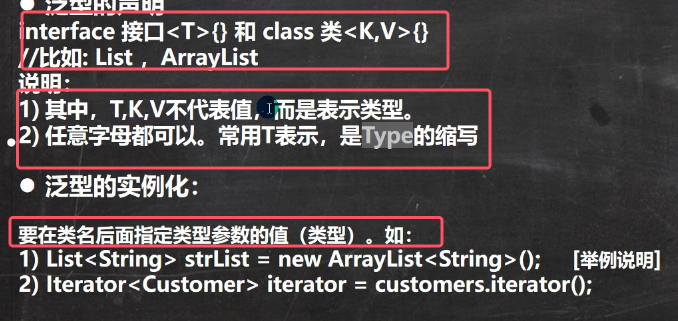 ● 泛型的声明
interface 接口<T>{} 和 class 类<K,V>{}
//比如: List ，ArrayList
说明：
1) 其中，T,K,V不代表值，而是表示类型。
2) 任意字母都可以。常用T表示，是Type的缩写
● 泛型的实例化：
要在类名后面指定类型参数的值（类型）。如：
1) List<String> strList = new ArrayList<String>(); [举例说明]
2) Iterator<Customer> iterator = customers.iterator();